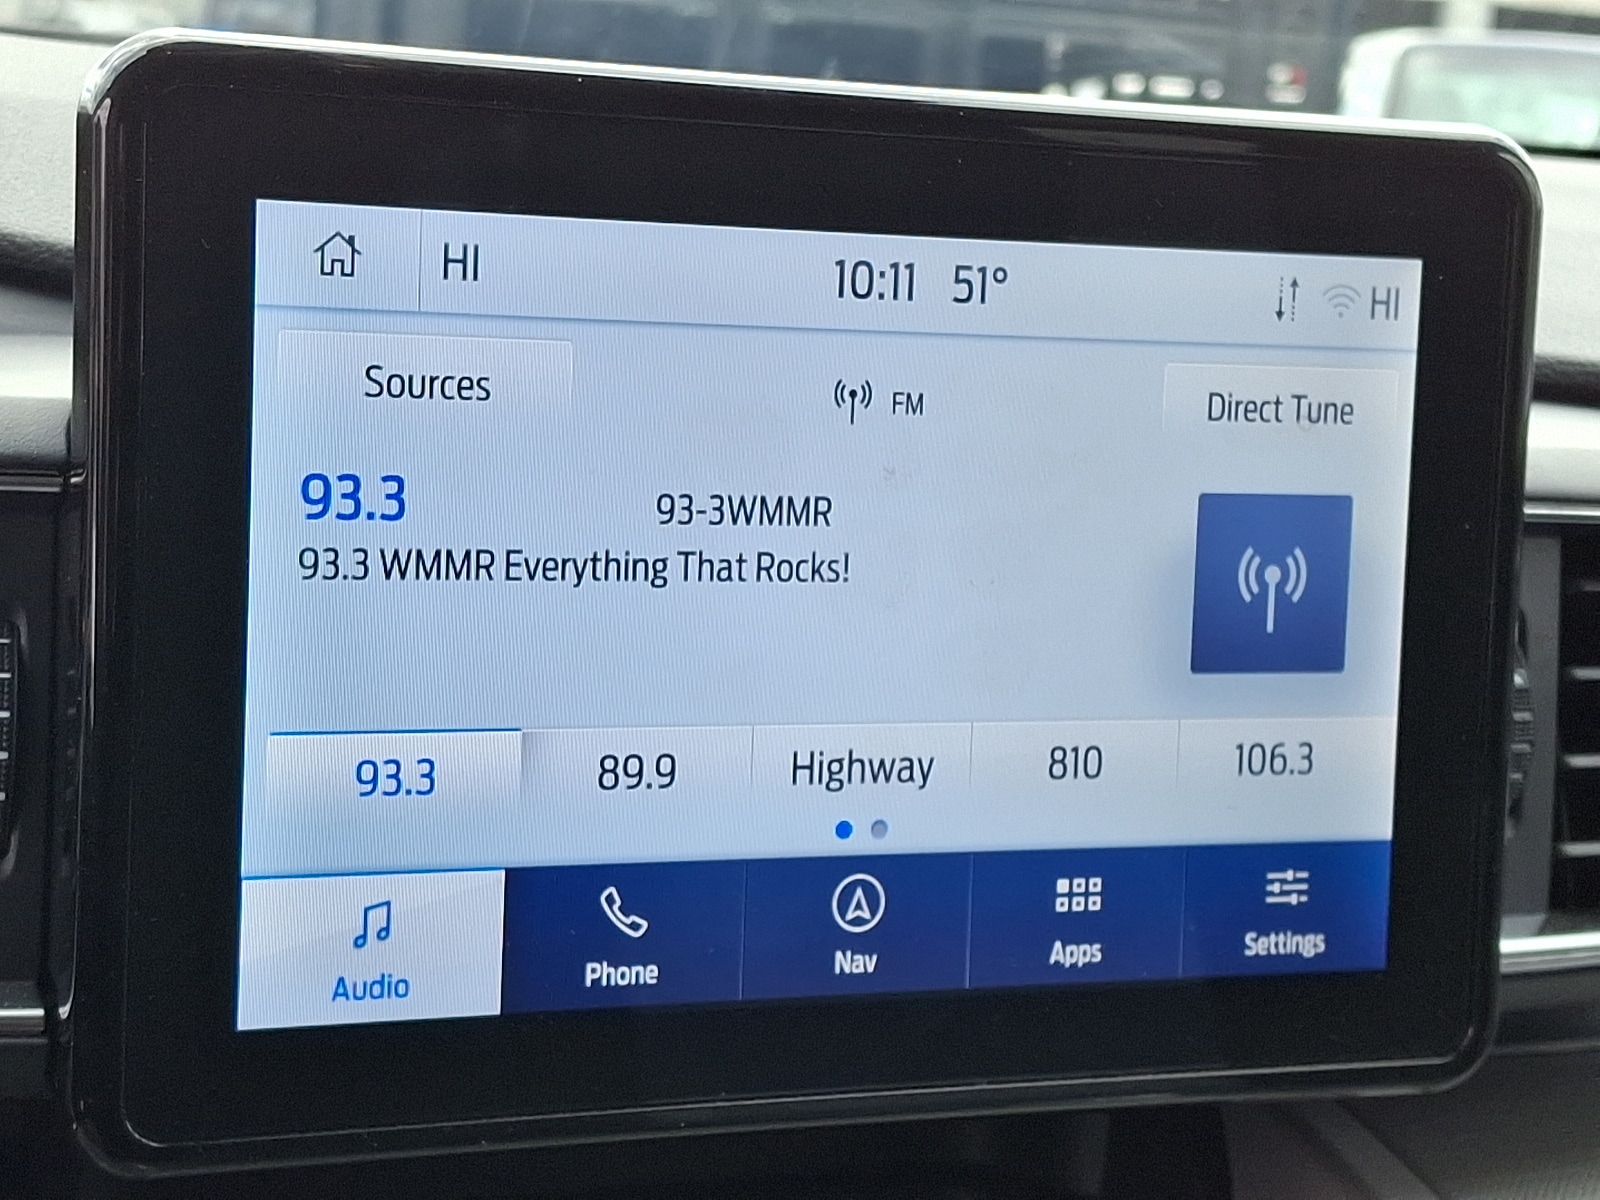 HI 10:11 51° HI
Sources FM Direct Tune
93.3 93-3WMMR
93.3 WMMR Everything That Rocks!
93.3 89.9 Highway 810 106.3
Audio Phone Nav Apps Settings